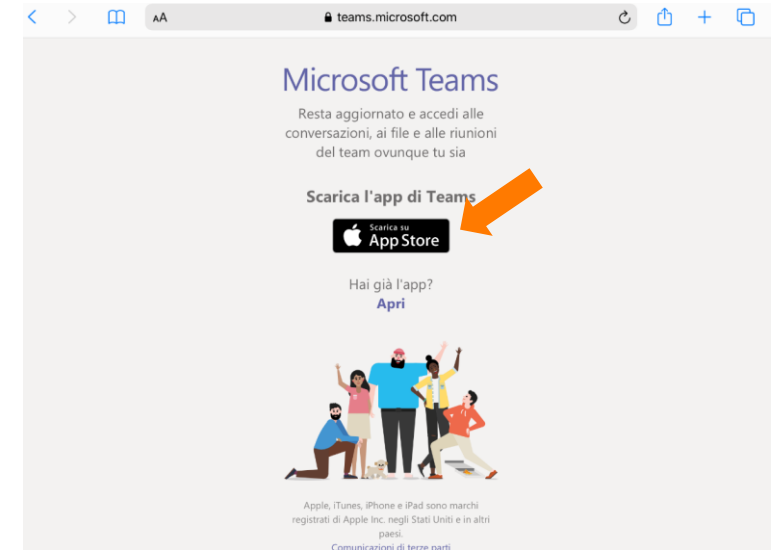 AA teams.microsoft.com
Microsoft Teams
Resta aggiornato e accedi alle
conversazioni, ai file e alle riunioni
del team ovunque tu sia
Scarica l'app di Teams
Scarica su
App Store
Hai già l'app?
Apri
Apple, iTunes, iPhone e iPad sono marchi
registrati di Apple Inc. negli Stati Uniti e in altri
paesi.
Comunicazioni di terze parti